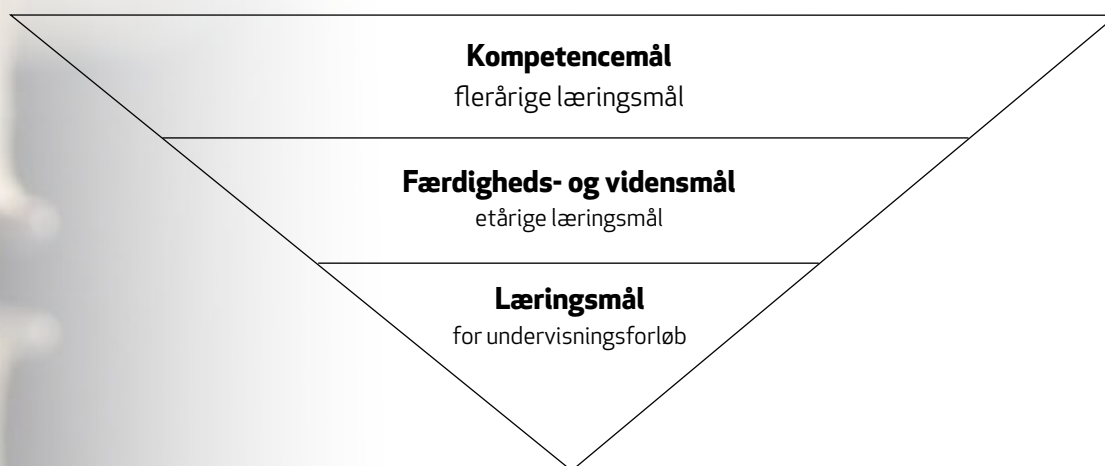 Kompetencemål
flerårige læringsmål
Færdigheds- og vidensmål
etårige læringsmål
Læringsmål
for undervisningsforløb